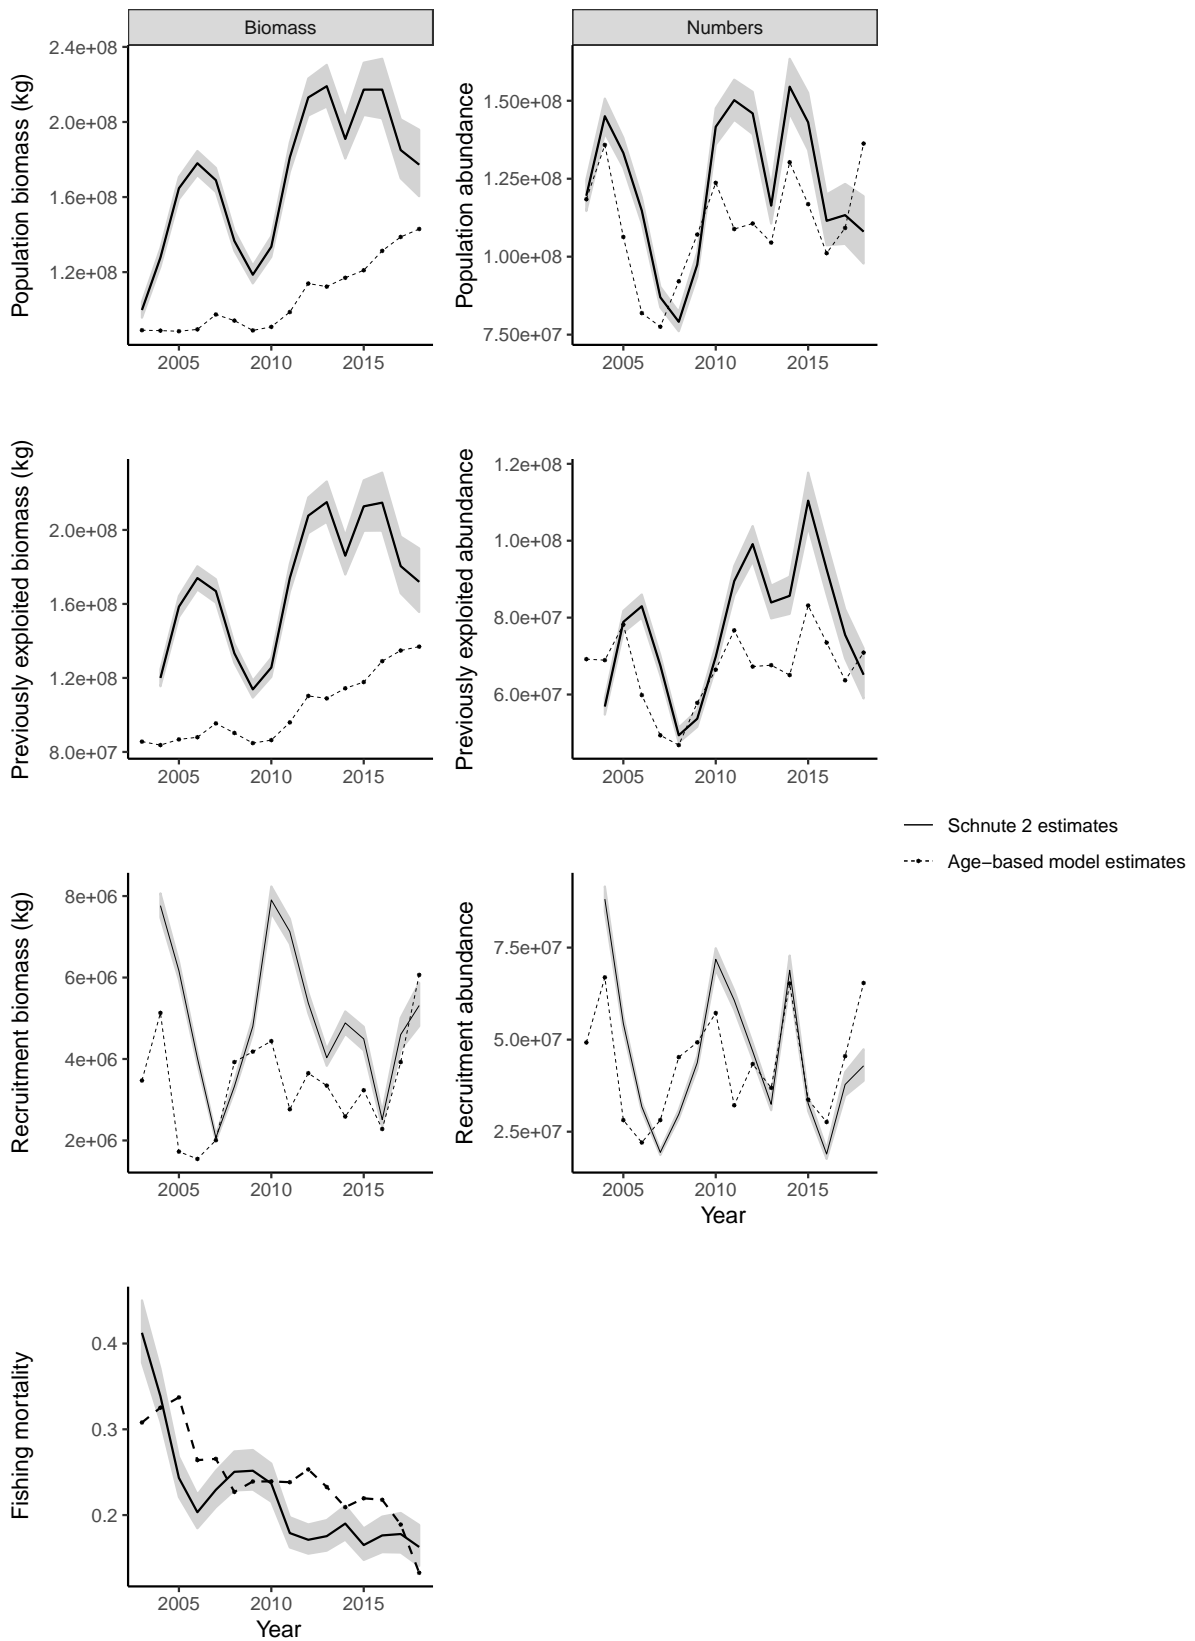 Biomass
Numbers
Population biomass (kg)
2.4e+08
2.0e+08
1.6e+08
1.2e+08
2005 2010 2015
Population abundance
1.50e+08
1.25e+08
1.00e+08
7.50e+07
2005 2010 2015
Previously exploited biomass (kg)
2.0e+08
1.6e+08
1.2e+08
8.0e+07
2005 2010 2015
Previously exploited abundance
1.2e+08
1.0e+08
8.0e+07
6.0e+07
2005 2010 2015
Schnute 2 estimates
Age−based model estimates
Recruitment biomass (kg)
8e+06
6e+06
4e+06
2e+06
2005 2010 2015
Recruitment abundance
7.5e+07
5.0e+07
2.5e+07
2005 2010 2015
Year
Fishing mortality
0.4
0.3
0.2
2005 2010 2015
Year